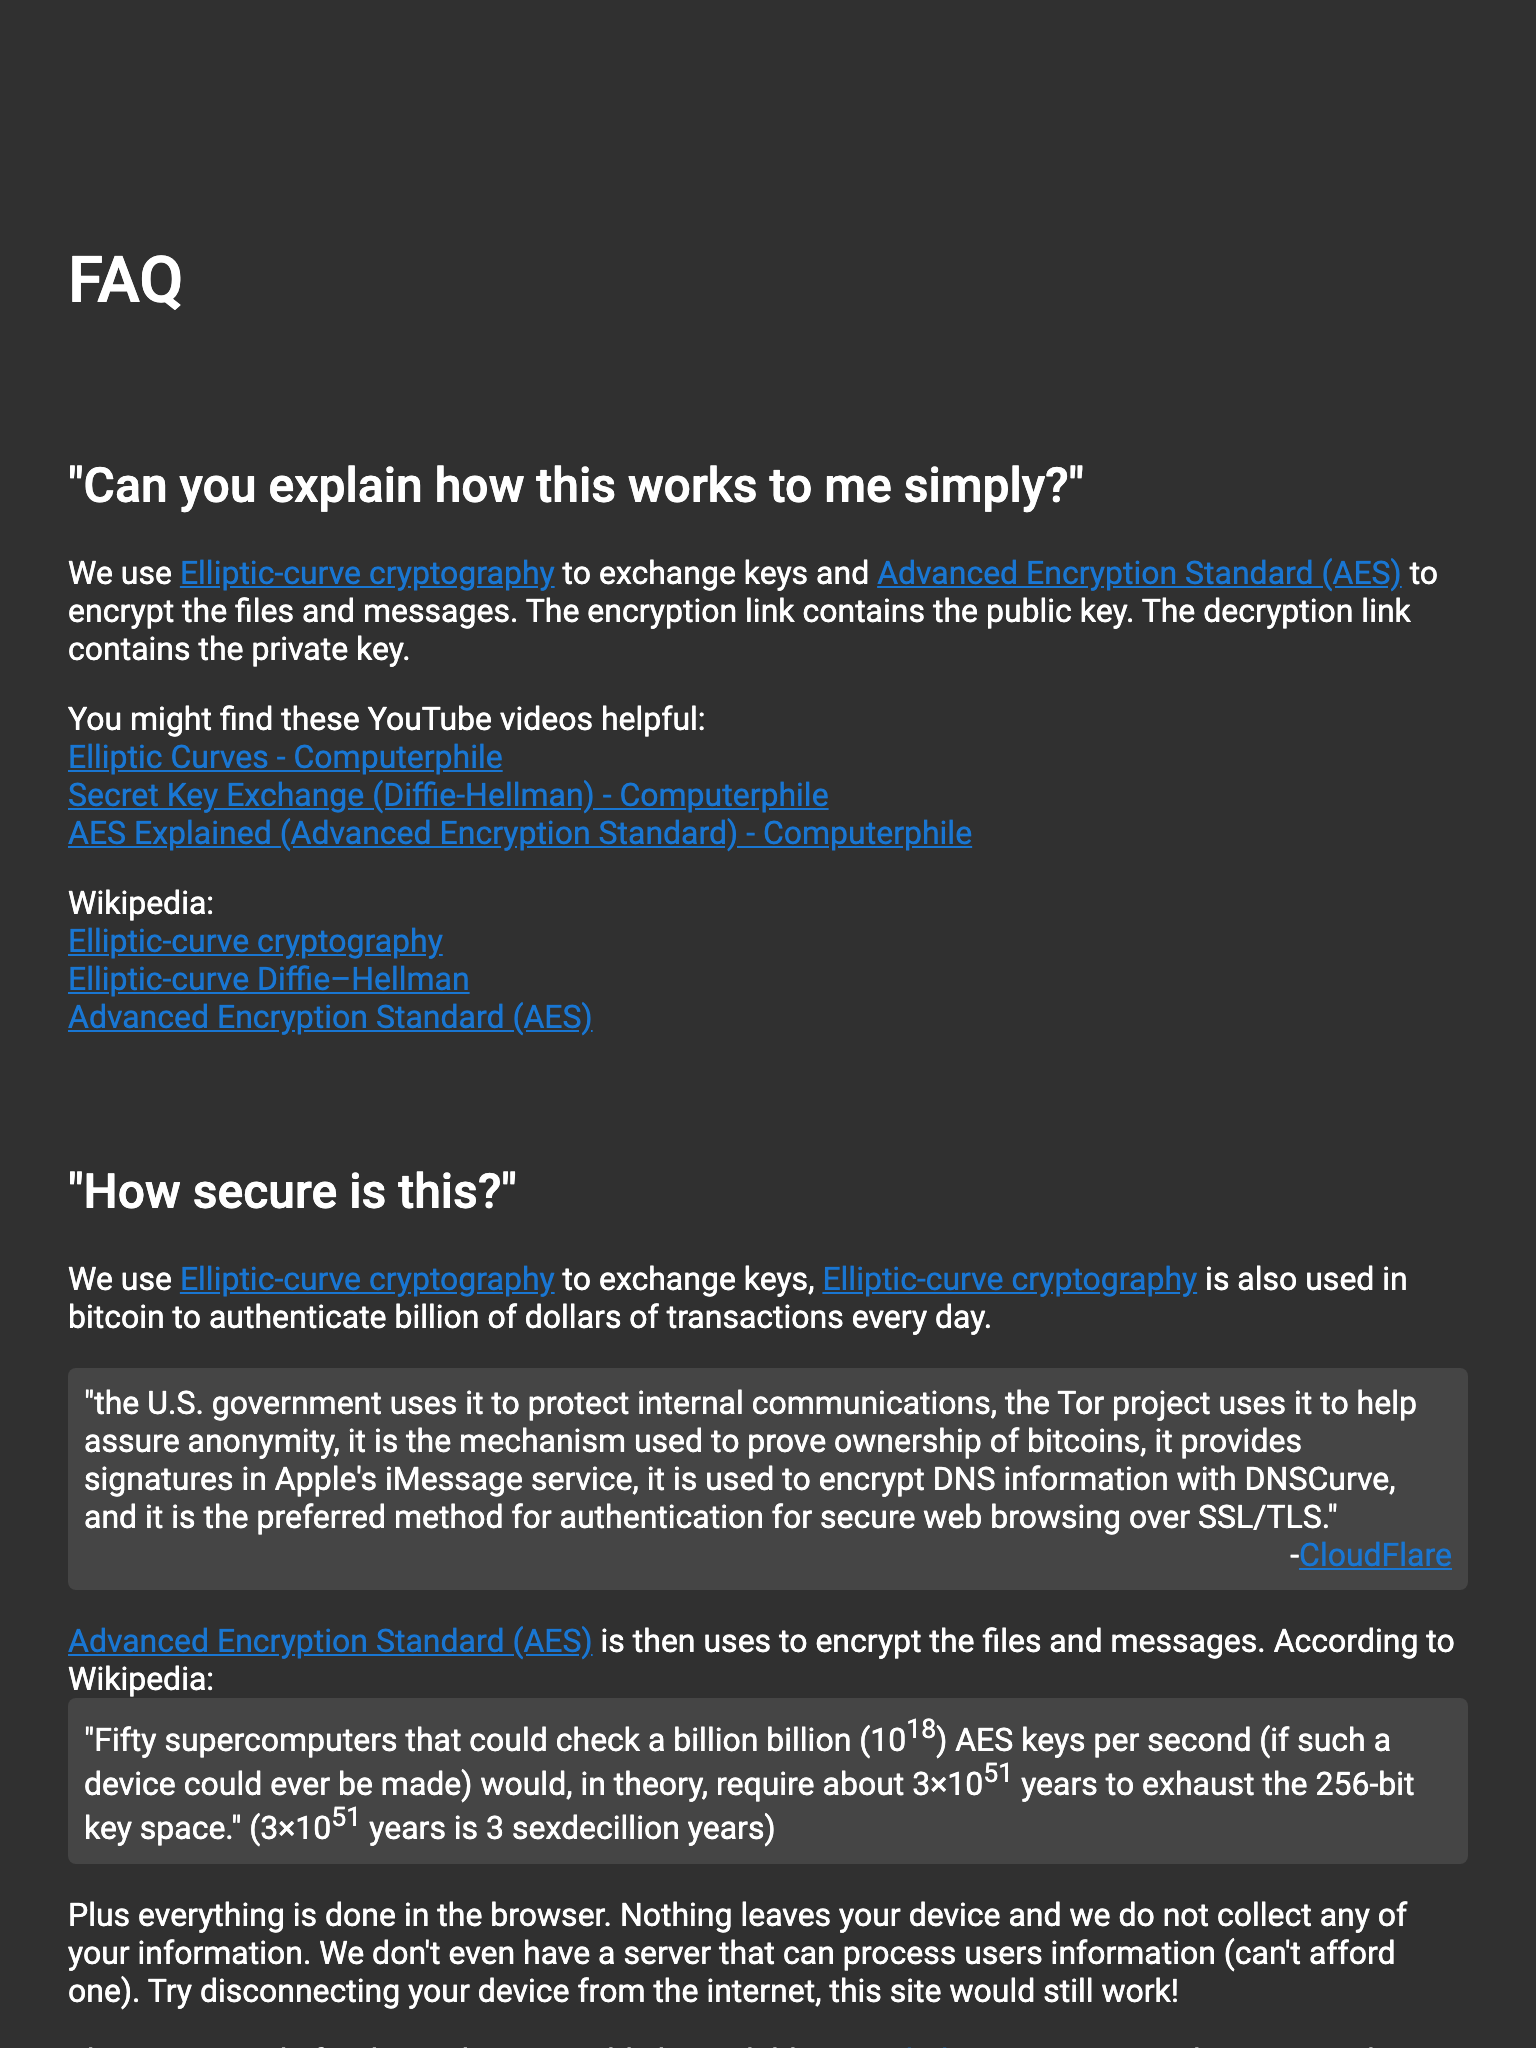 FAQ
"Can you explain how this works to me simply?"
We use Elliptic-curve cryptography to exchange keys and Advanced Encryption Standard (AES) to
encrypt the files and messages. The encryption link contains the public key. The decryption link
contains the private key.
You might find these YouTube videos helpful:
Elliptic Curves - Computerphile
Secret Key Exchange (Diffie-Hellman) - Computerphile
AES Explained (Advanced Encryption Standard) - Computerphile
Wikipedia:
Elliptic-curve cryptography
Elliptic-curve Diffie–Hellman
Advanced Encryption Standard (AES)
"How secure is this?"
We use Elliptic-curve cryptography to exchange keys, Elliptic-curve cryptography is also used in
bitcoin to authenticate billion of dollars of transactions every day.
"the U.S. government uses it to protect internal communications, the Tor project uses it to help
assure anonymity, it is the mechanism used to prove ownership of bitcoins, it provides
signatures in Apple's iMessage service, it is used to encrypt DNS information with DNSCurve,
and it is the preferred method for authentication for secure web browsing over SSL/TLS."
-CloudFlare
Advanced Encryption Standard (AES) is then uses to encrypt the files and messages. According to
Wikipedia:
"Fifty supercomputers that could check a billion billion (10¹⁸) AES keys per second (if such a
device could ever be made) would, in theory, require about 3×10⁵¹ years to exhaust the 256-bit
key space." (3×10⁵¹ years is 3 sexdecillion years)
Plus everything is done in the browser. Nothing leaves your device and we do not collect any of
your information. We don't even have a server that can process users information (can't afford
one). Try disconnecting your device from the internet, this site would still work!